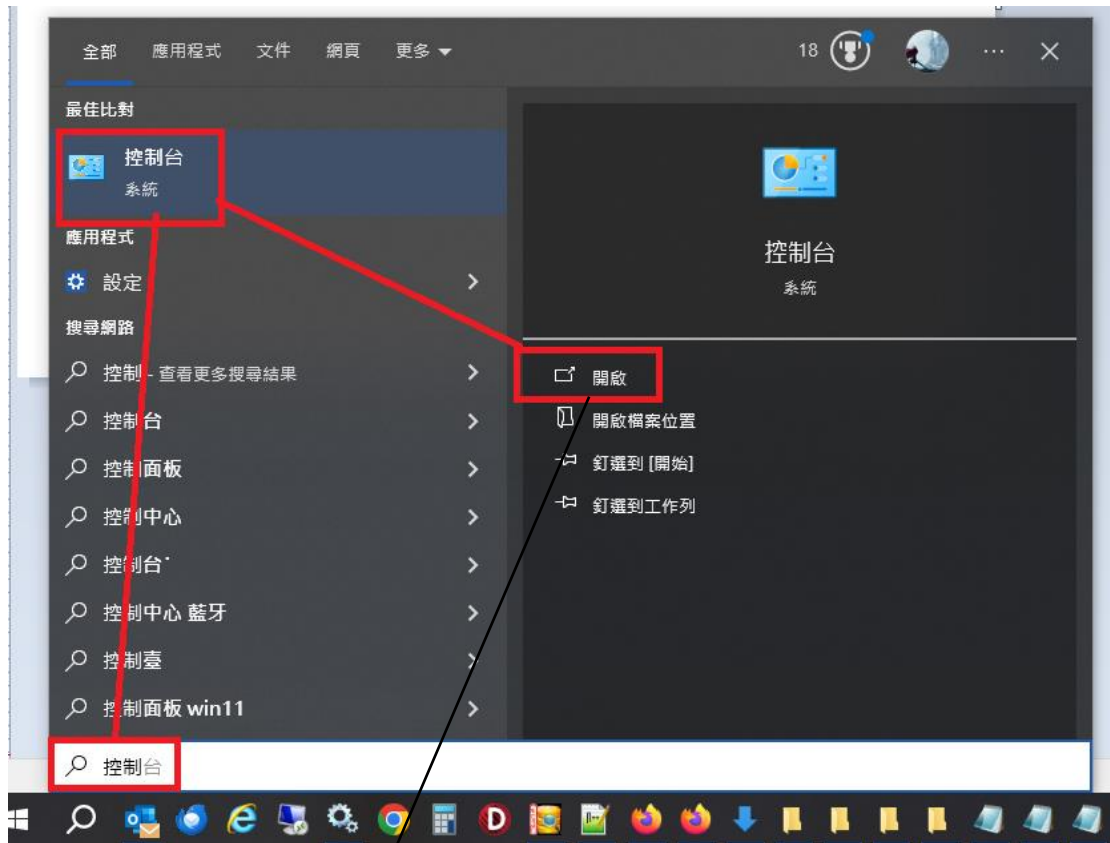 全部 應用程式 文件 網頁 更多 18
最佳比對
控制台
系統
應用程式
設定
搜尋網路
控制 - 查看更多搜尋結果
控制台
控制面板
控制中心
控制台˙
控制中心 藍牙
控制臺
控制面板 win11
控制台
控制台
系統
開啟
開啟檔案位置
釘選到 [開始]
釘選到工作列